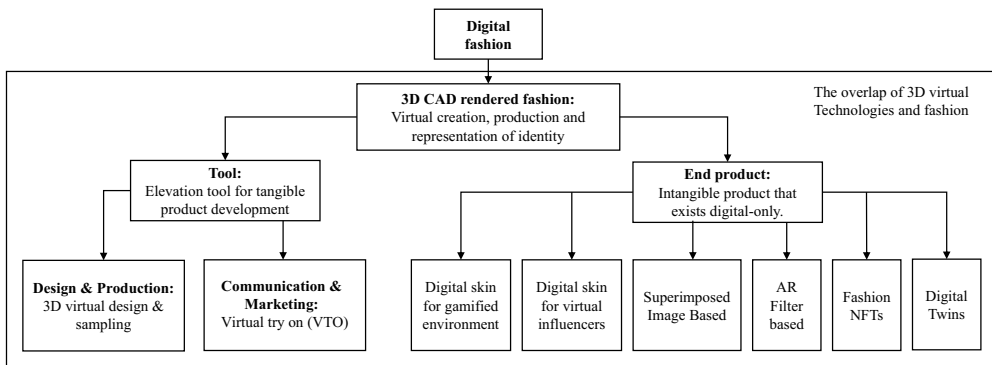 Digital
fashion
The overlap of 3D virtual
Technologies and fashion
3D CAD rendered fashion:
Virtual creation, production and
representation of identity
Tool:
Elevation tool for tangible
product development
End product:
Intangible product that
exists digital-only.
Design & Production:
3D virtual design &
sampling
Communication &
Marketing:
Virtual try on (VTO)
Digital skin
for gamified
environment
Digital skin
for virtual
influencers
Superimposed
Image Based
AR
Filter
based
Fashion
NFTs
Digital
Twins